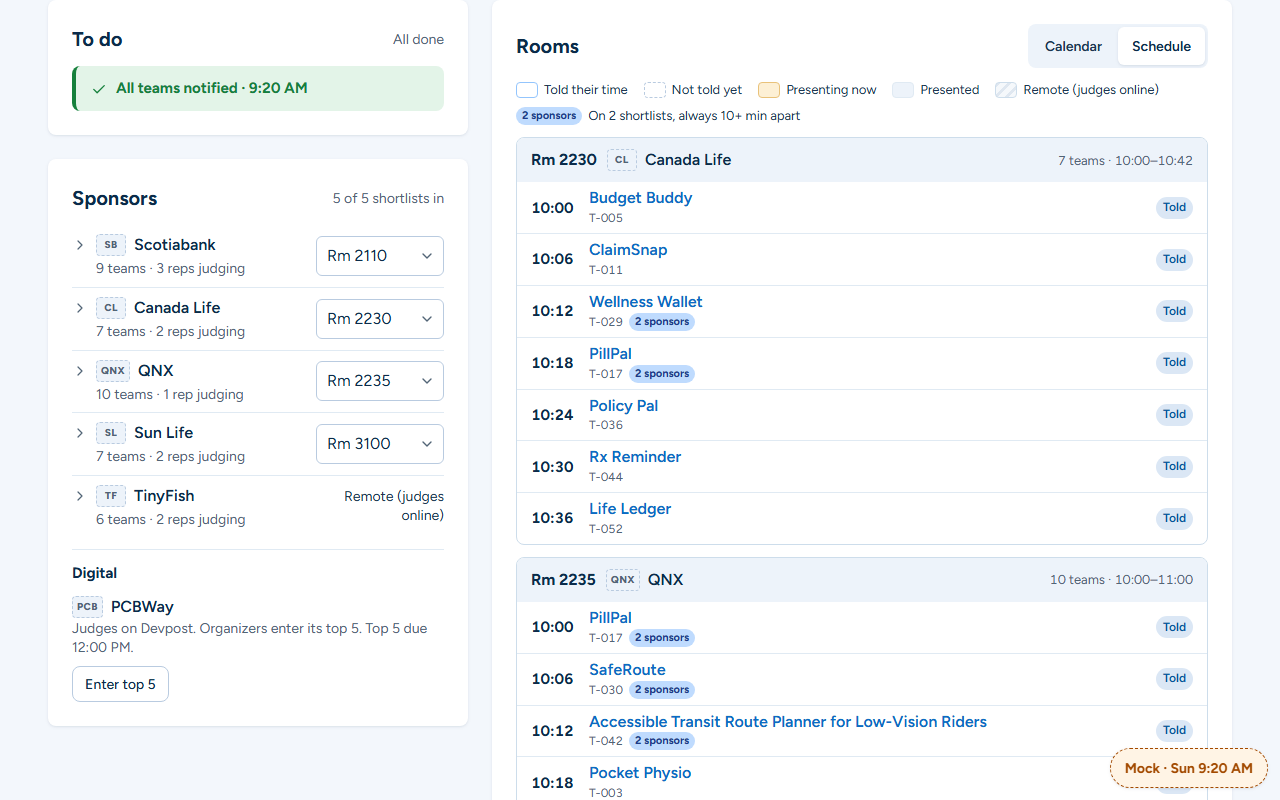 To do
All done
All teams notified · 9:20 AM
Sponsors
5 of 5 shortlists in
SB Scotiabank
9 teams · 3 reps judging
Rm 2110
CL Canada Life
7 teams · 2 reps judging
Rm 2230
QNX QNX
10 teams · 1 rep judging
Rm 2235
SL Sun Life
7 teams · 2 reps judging
Rm 3100
TF TinyFish
6 teams · 2 reps judging
Remote (judges
online)
Digital
PCB PCBWay
Judges on Devpost. Organizers enter its top 5. Top 5 due
12:00 PM.
Enter top 5
Rooms
Calendar
Schedule
Told their time
Not told yet
Presenting now
Presented
Remote (judges online)
2 sponsors On 2 shortlists, always 10+ min apart
Rm 2230 CL Canada Life
7 teams · 10:00–10:42
10:00
Budget Buddy
T-005
Told
10:06
ClaimSnap
T-011
Told
10:12
Wellness Wallet
T-029 2 sponsors
Told
10:18
PillPal
T-017 2 sponsors
Told
10:24
Policy Pal
T-036
Told
10:30
Rx Reminder
T-044
Told
10:36
Life Ledger
T-052
Told
Rm 2235 QNX QNX
10 teams · 10:00–11:00
10:00
PillPal
T-017 2 sponsors
Told
10:06
SafeRoute
T-030 2 sponsors
Told
10:12
Accessible Transit Route Planner for Low-Vision Riders
T-042 2 sponsors
Told
10:18
Pocket Physio
T-003
Mock · Sun 9:20 AM